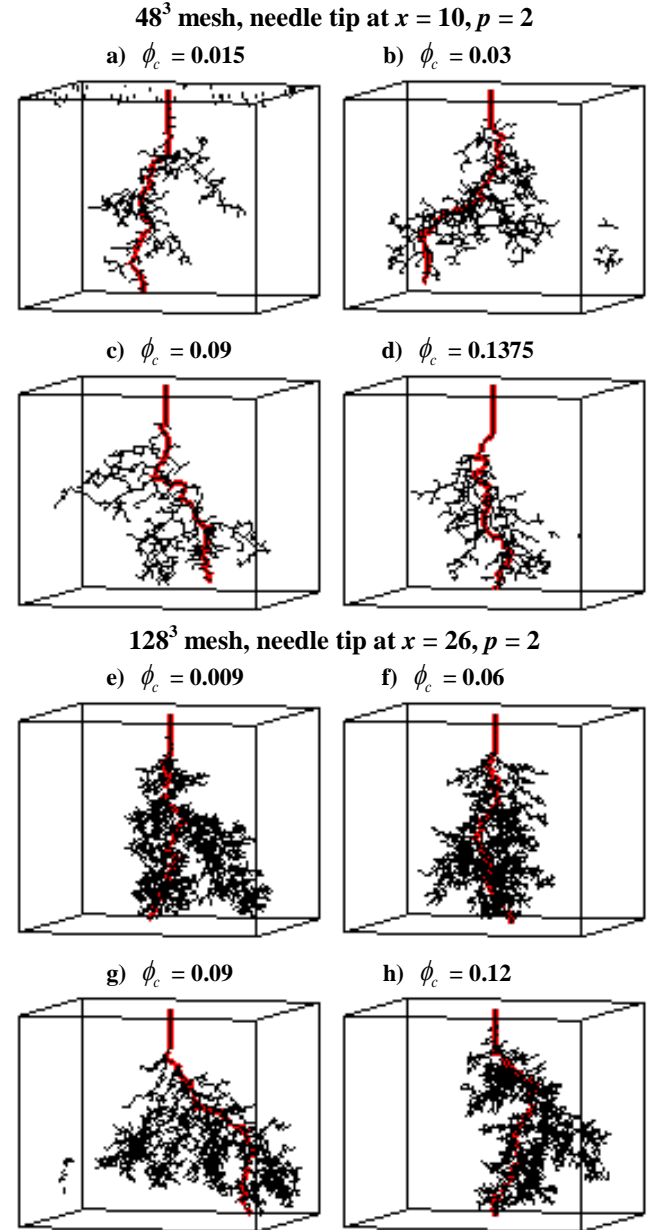 48³ mesh, needle tip at x = 10, p = 2
a) ϕc = 0.015
b) ϕc = 0.03
c) ϕc = 0.09
d) ϕc = 0.1375
128³ mesh, needle tip at x = 26, p = 2
e) ϕc = 0.009
f) ϕc = 0.06
g) ϕc = 0.09
h) ϕc = 0.12